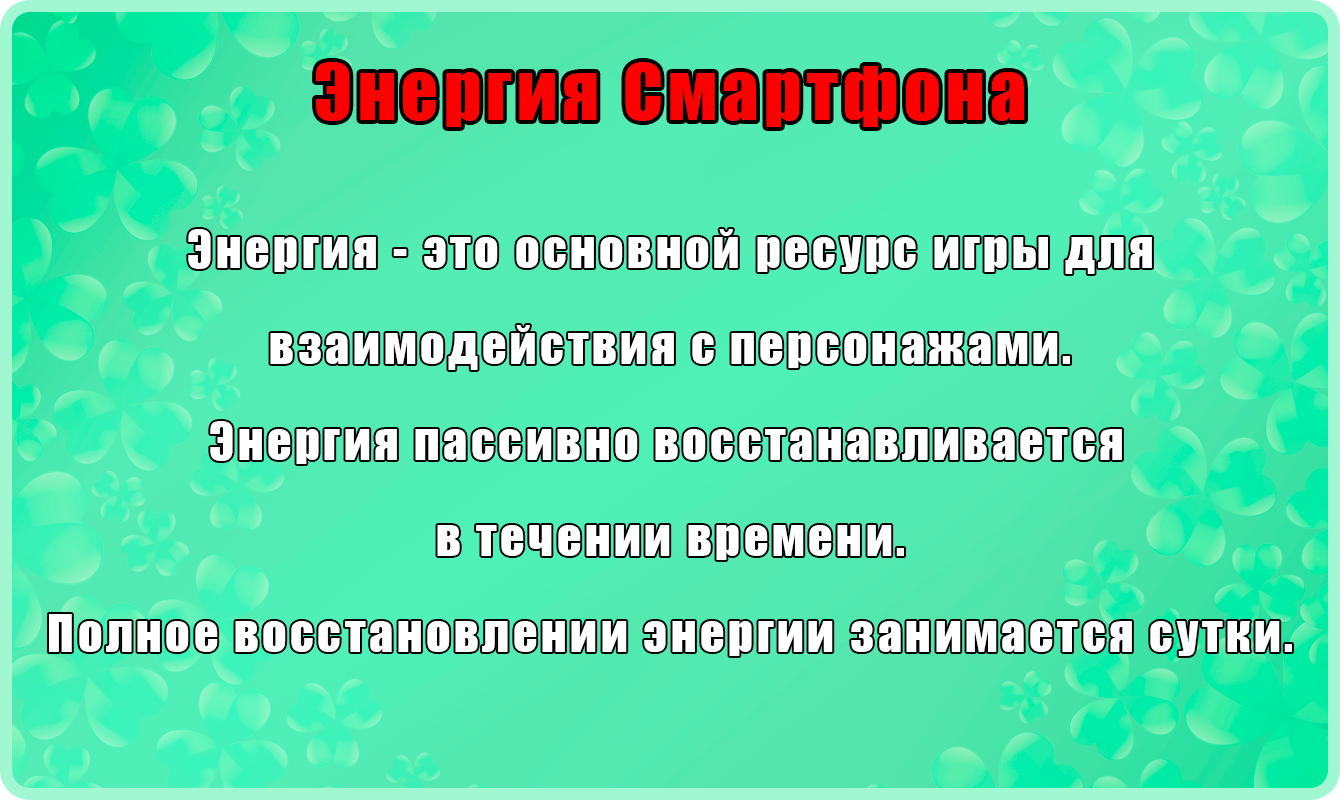 Энергия Смартфона
Энергия - это основной ресурс игры для
взаимодействия с персонажами.
Энергия пассивно восстанавливается
в течении времени.
Полное восстановлении энергии занимается сутки.